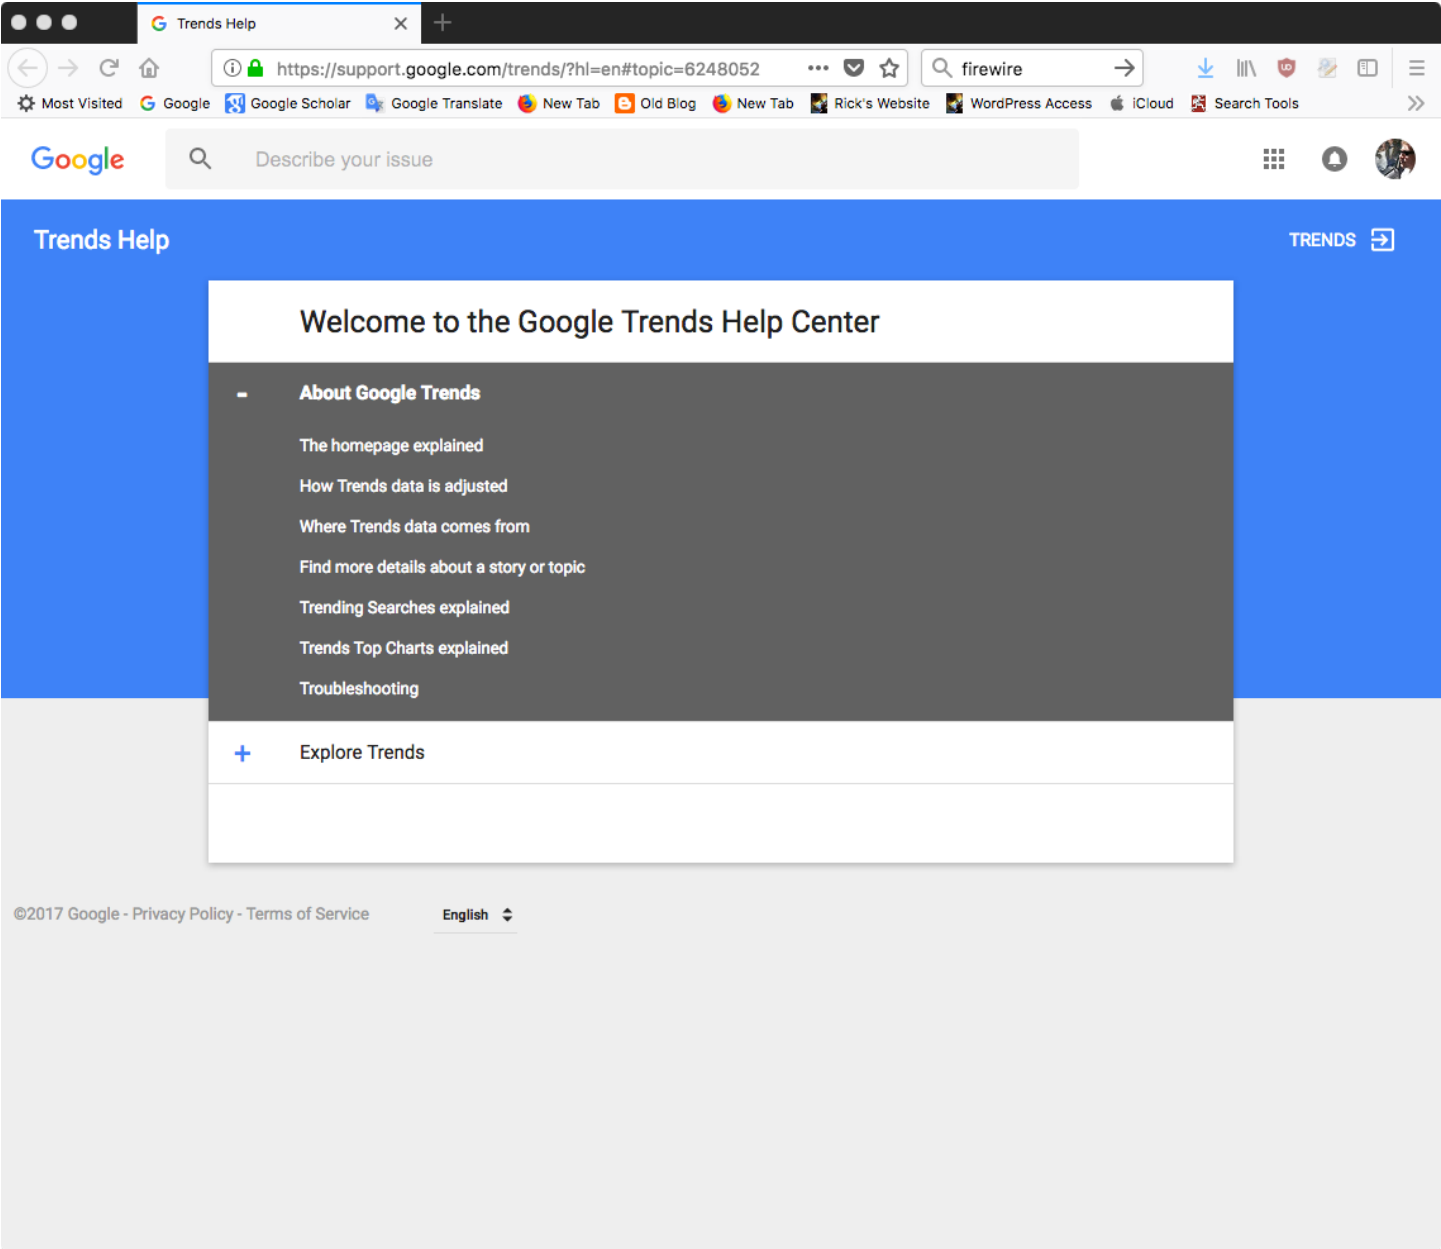 Trends Help
https://support.google.com/trends/?hl=en#topic=6248052
firewire
Most Visited Google Google Scholar Google Translate New Tab Old Blog New Tab Rick's Website WordPress Access iCloud Search Tools
Google Describe your issue
Trends Help TRENDS
Welcome to the Google Trends Help Center
- About Google Trends
The homepage explained
How Trends data is adjusted
Where Trends data comes from
Find more details about a story or topic
Trending Searches explained
Trends Top Charts explained
Troubleshooting
+ Explore Trends
©2017 Google - Privacy Policy - Terms of Service English